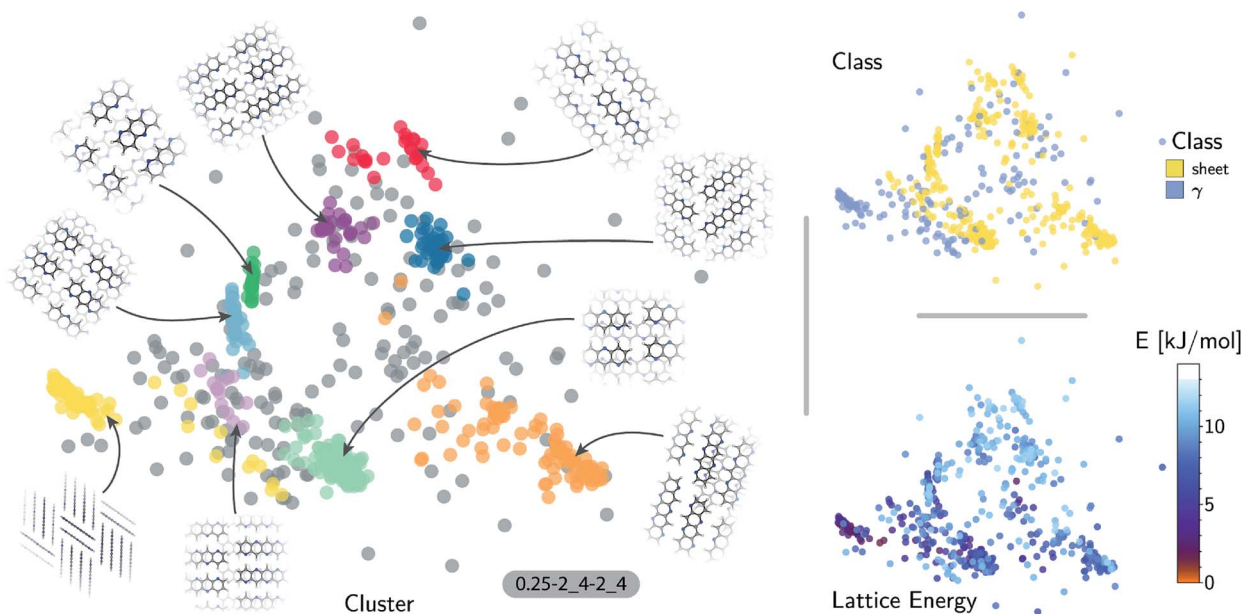 Class
Class
sheet
γ
E [kJ/mol]
10
5
0
0.25-2_4-2_4
Cluster
Lattice Energy